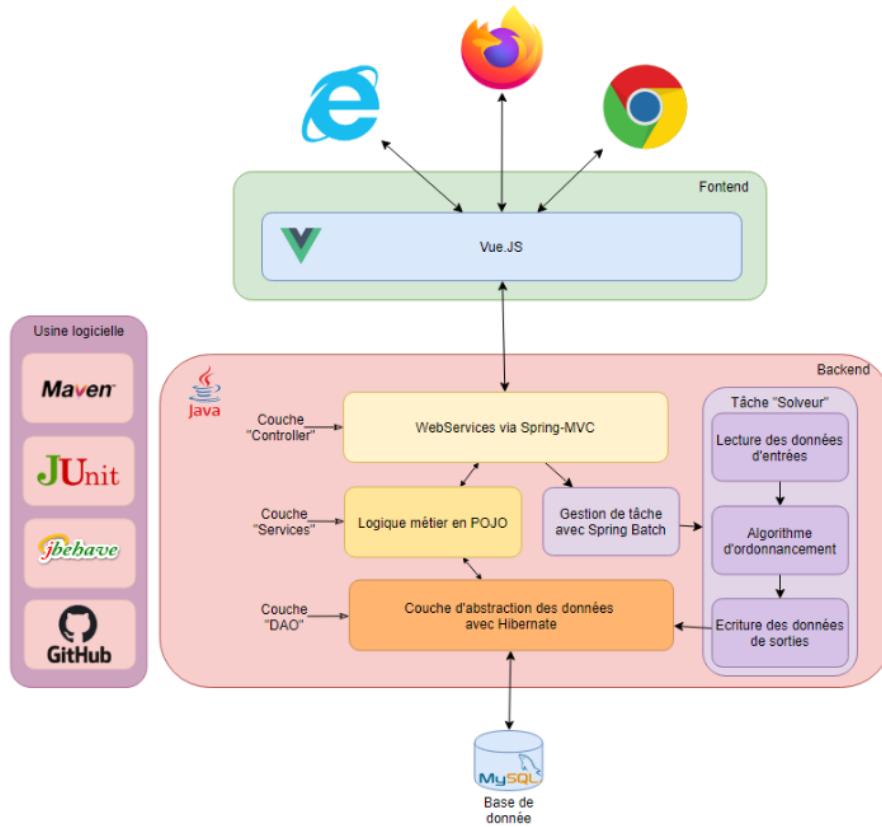 Fontend
Vue.JS
Usine logicielle
Maven™
JUnit
jbehave
GitHub
Backend
Java
Couche
"Controller"
WebServices via Spring-MVC
Tâche "Solveur"
Lecture des données
d'entrées
Couche
"Services"
Logique métier en POJO
Gestion de tâche
avec Spring Batch
Algorithme
d'ordonnancement
Couche
"DAO"
Couche d'abstraction des données
avec Hibernate
Ecriture des données
de sorties
MySQL
Base de
donnée